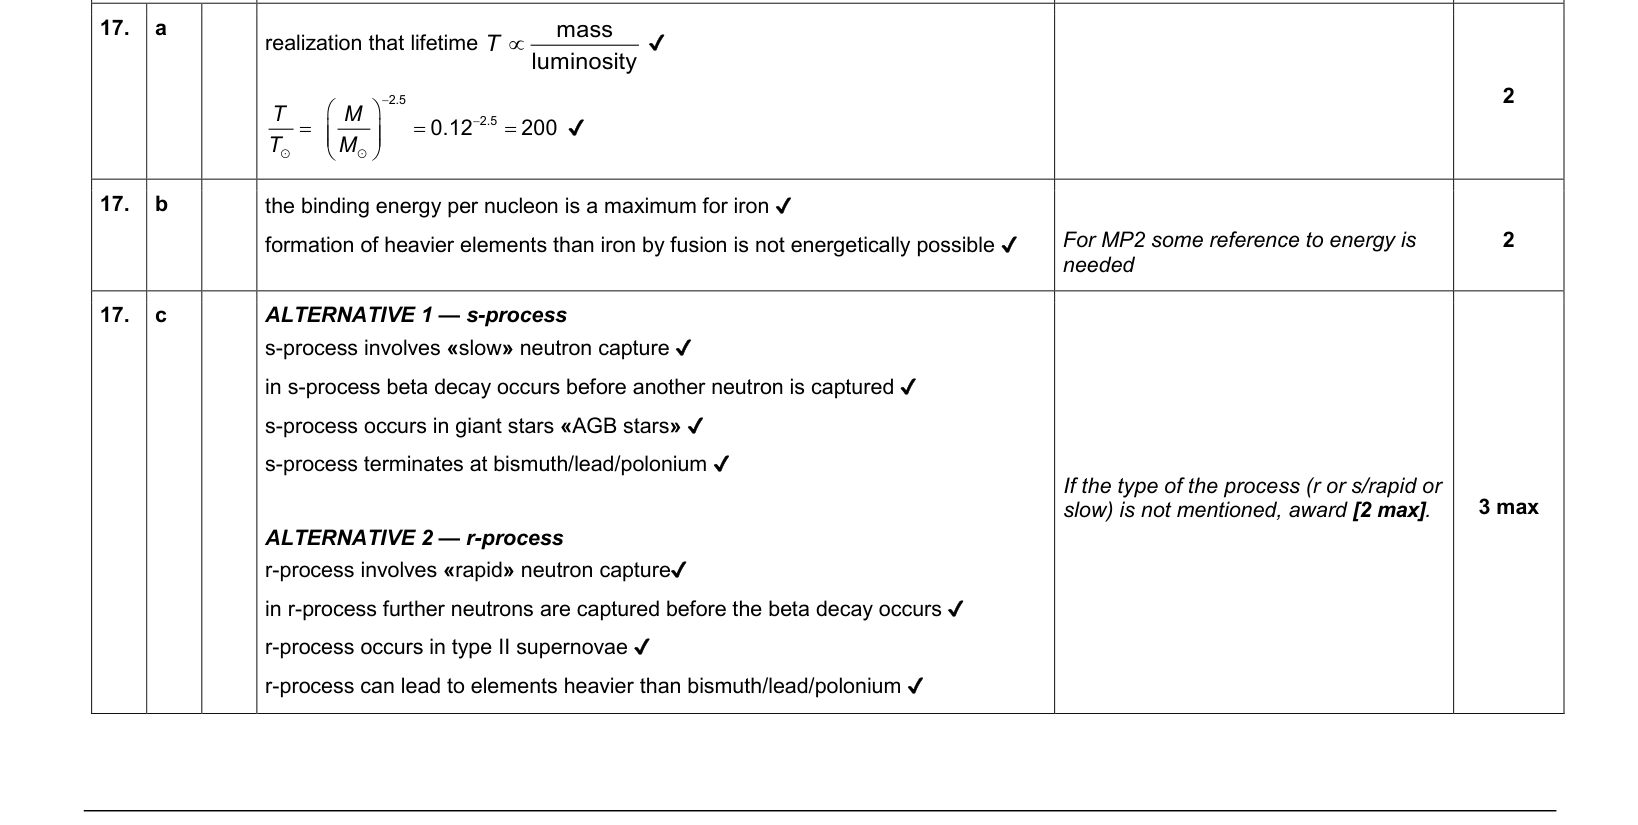 17. a
realization that lifetime T ∝ mass / luminosity ✓
T / T⊙ = (M / M⊙)^−2.5 = 0.12^−2.5 = 200 ✓
2
17. b
the binding energy per nucleon is a maximum for iron ✓
formation of heavier elements than iron by fusion is not energetically possible ✓
For MP2 some reference to energy is
needed
2
17. c
ALTERNATIVE 1 — s-process
s-process involves «slow» neutron capture ✓
in s-process beta decay occurs before another neutron is captured ✓
s-process occurs in giant stars «AGB stars» ✓
s-process terminates at bismuth/lead/polonium ✓
ALTERNATIVE 2 — r-process
r-process involves «rapid» neutron capture✓
in r-process further neutrons are captured before the beta decay occurs ✓
r-process occurs in type II supernovae ✓
r-process can lead to elements heavier than bismuth/lead/polonium ✓
If the type of the process (r or s/rapid or
slow) is not mentioned, award [2 max].
3 max